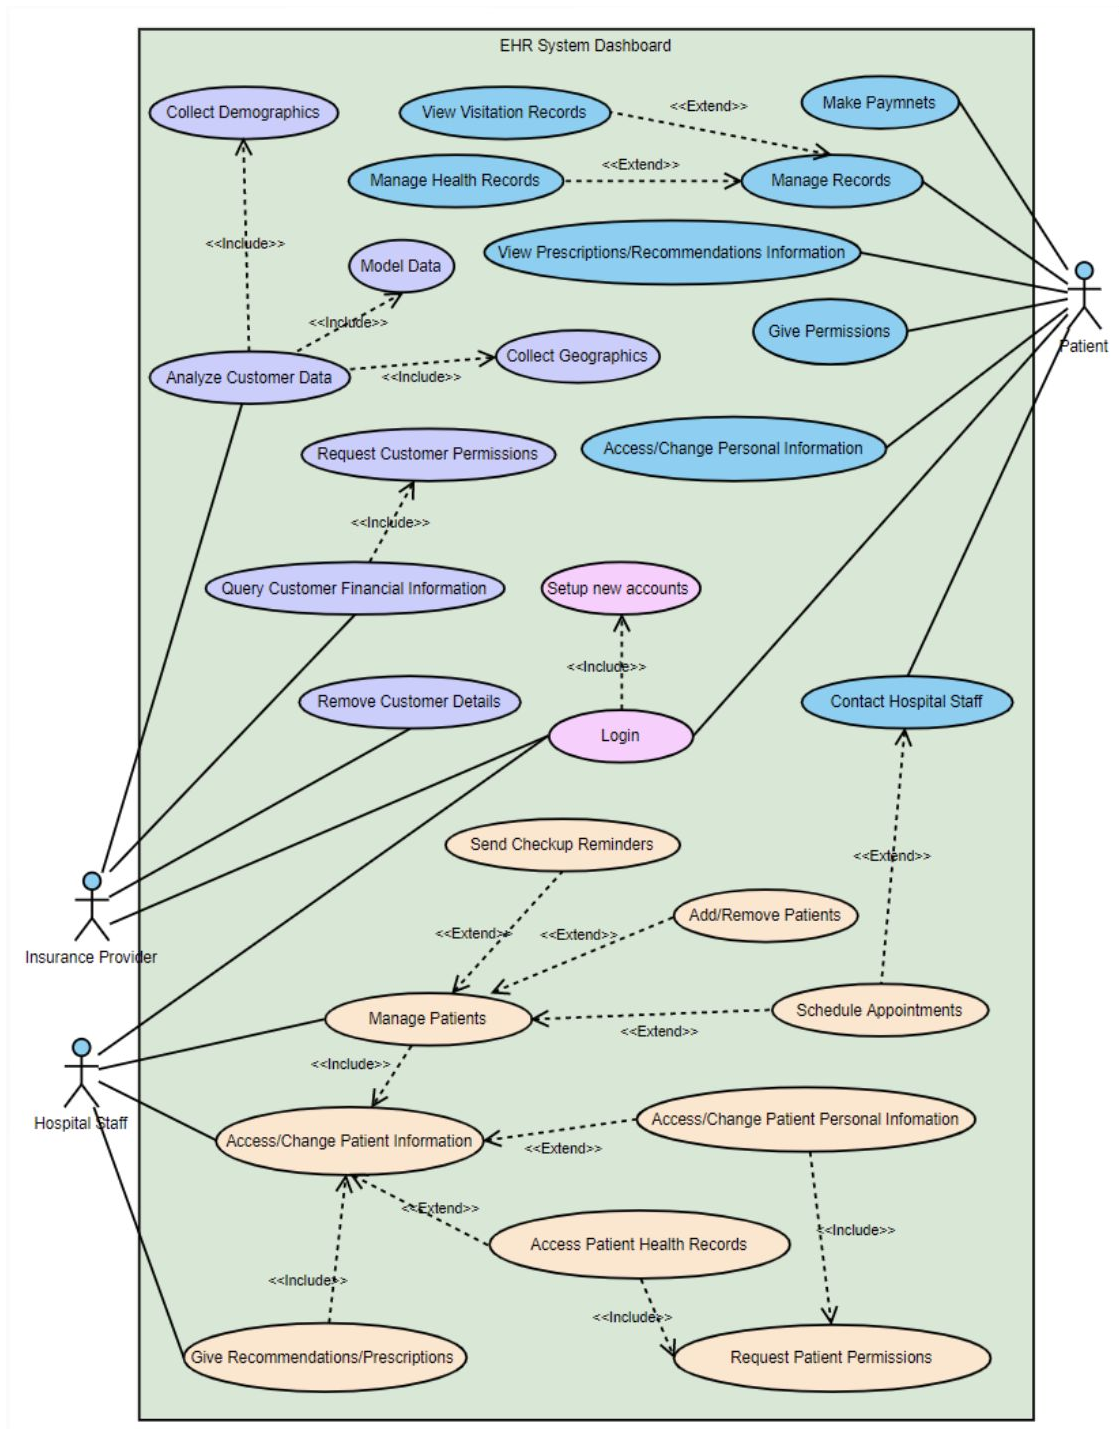 EHR System Dashboard
Collect Demographics
View Visitation Records
<<Extend>>
Make Paymnets
Manage Health Records
<<Extend>>
Manage Records
<<Include>>
Model Data
View Prescriptions/Recommendations Information
<<Include>>
Give Permissions
Patient
Analyze Customer Data
<<Include>>
Collect Geographics
Request Customer Permissions
Access/Change Personal Information
<<Include>>
Query Customer Financial Information
Setup new accounts
<<Include>>
Remove Customer Details
Login
Contact Hospital Staff
Send Checkup Reminders
<<Extend>>
Insurance Provider
<<Extend>>
<<Extend>>
Add/Remove Patients
Manage Patients
<<Extend>>
Schedule Appointments
<<Include>>
Hospital Staff
Access/Change Patient Information
<<Extend>>
Access/Change Patient Personal Infomation
<<Extend>>
Access Patient Health Records
<<Include>>
<<Include>>
<<Include>>
Give Recommendations/Prescriptions
Request Patient Permissions